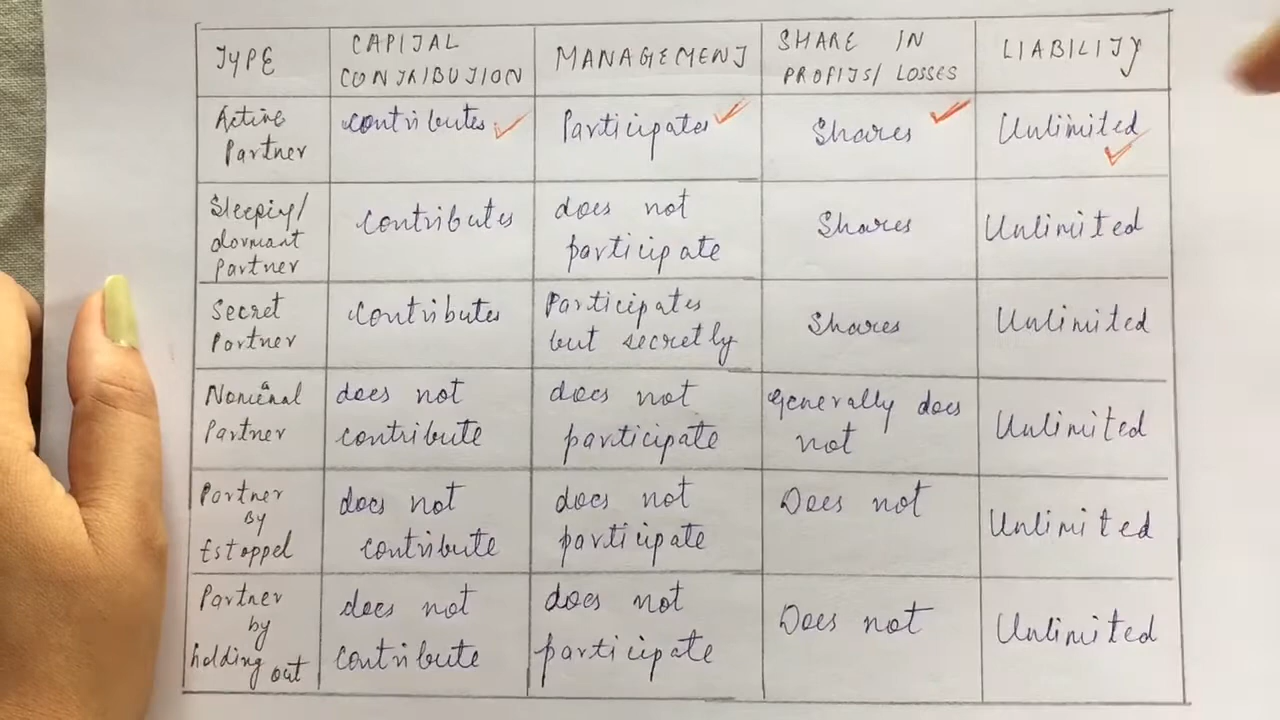 TYPE
CAPITAL
CONTRIBUTION
MANAGEMENT
SHARE IN
PROFITS/ LOSSES
LIABILITY
Active
Partner
contributes
Participates
Shares
Unlimited
Sleeping/
dormant
partner
contributes
does not
participate
Shares
Unlimited
Secret
Partner
contributes
Participates
but secretly
Shares
Unlimited
Nominal
Partner
does not
contribute
does not
participate
Generally does
not
Unlimited
Partner
By
Estoppel
does not
contribute
does not
participate
Does not
Unlimited
Partner
by
holding out
does not
contribute
does not
participate
Does not
Unlimited